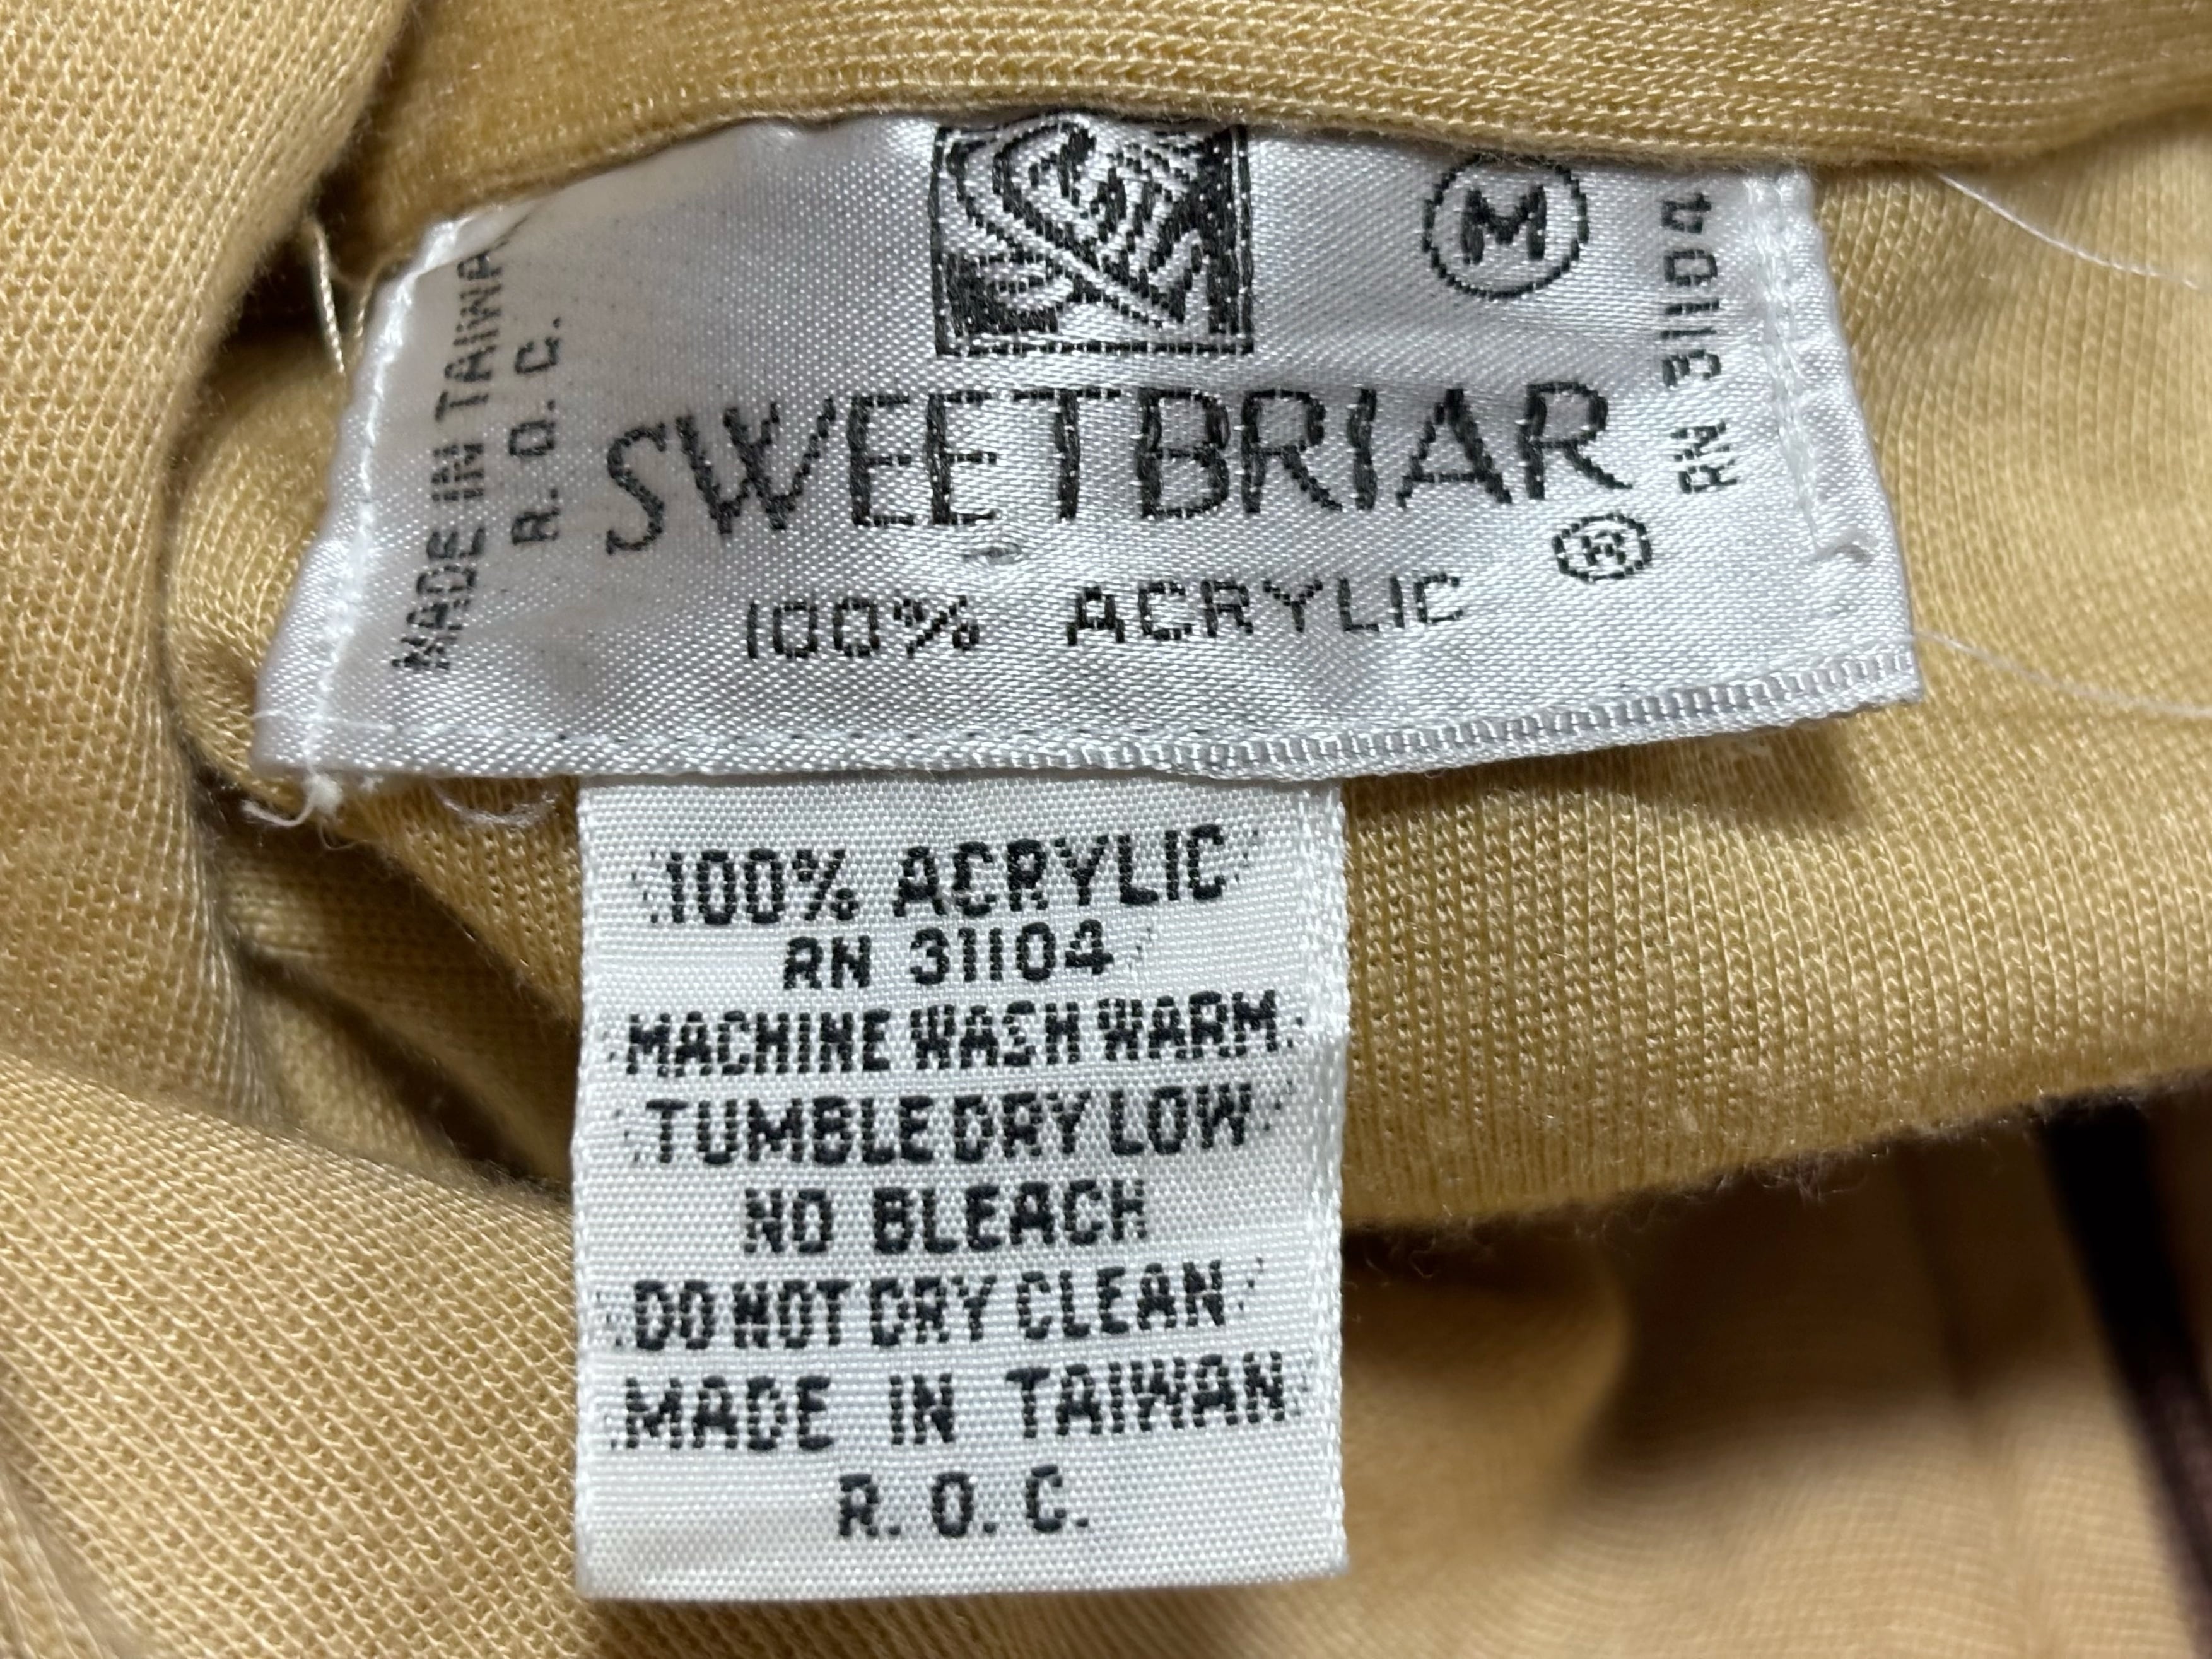 MADE IN TAIWAN
R. O. C.
M
RN 31104
SWEETBRIAR
®
100% ACRYLIC
100% ACRYLIC
RN 31104
MACHINE WASH WARM
TUMBLE DRY LOW
NO BLEACH
DO NOT DRY CLEAN
MADE IN TAIWAN
R. O. C.